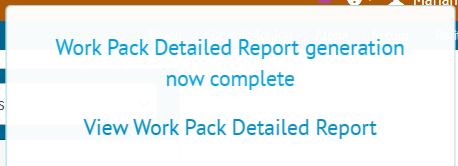 Work Pack Detailed Report generation
now complete
View Work Pack Detailed Report